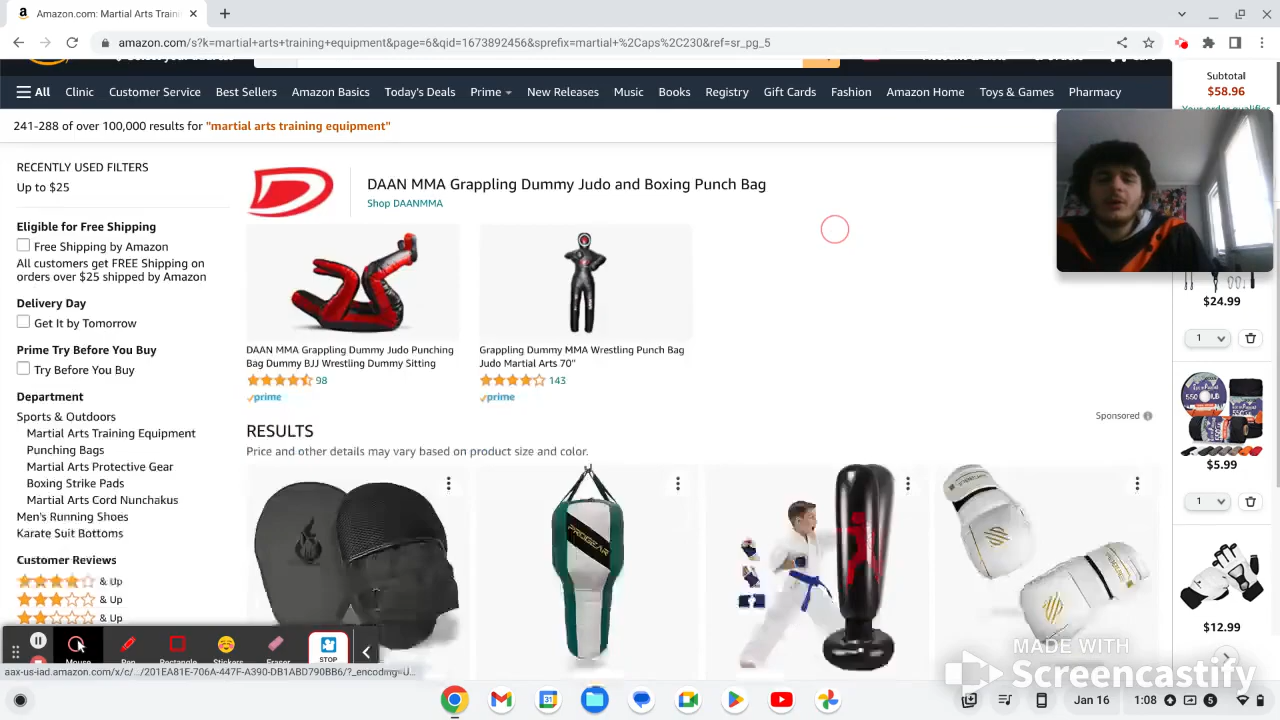 Amazon.com: Martial Arts Train
amazon.com/s?k=martial+arts+training+equipment&page=6&qid=1673892456&sprefix=martial+%2Caps%2C230&ref=sr_pg_5
All Clinic Customer Service Best Sellers Amazon Basics Today's Deals Prime New Releases Music Books Registry Gift Cards Fashion Amazon Home Toys & Games Pharmacy
Subtotal
$58.96
241-288 of over 100,000 results for "martial arts training equipment"
RECENTLY USED FILTERS
Up to $25
Eligible for Free Shipping
Free Shipping by Amazon
All customers get FREE Shipping on
orders over $25 shipped by Amazon
Delivery Day
Get It by Tomorrow
Prime Try Before You Buy
Try Before You Buy
Department
Sports & Outdoors
Martial Arts Training Equipment
Punching Bags
Martial Arts Protective Gear
Boxing Strike Pads
Martial Arts Cord Nunchakus
Men's Running Shoes
Karate Suit Bottoms
Customer Reviews
& Up
& Up
& Up
DAAN MMA Grappling Dummy Judo and Boxing Punch Bag
Shop DAANMMA
DAAN MMA Grappling Dummy Judo Punching
Bag Dummy BJJ Wrestling Dummy Sitting
98
prime
Grappling Dummy MMA Wrestling Punch Bag
Judo Martial Arts 70"
143
prime
Sponsored
RESULTS
Price and other details may vary based on product size and color.
PROGEAR
$24.99
1
550
$5.99
1
$12.99
Mouse Pen Rectangle Stickers Eraser STOP
aax-us-iad.amazon.com/x/c/
MADE WITH
Screencastify
Jan 16 1:08 5